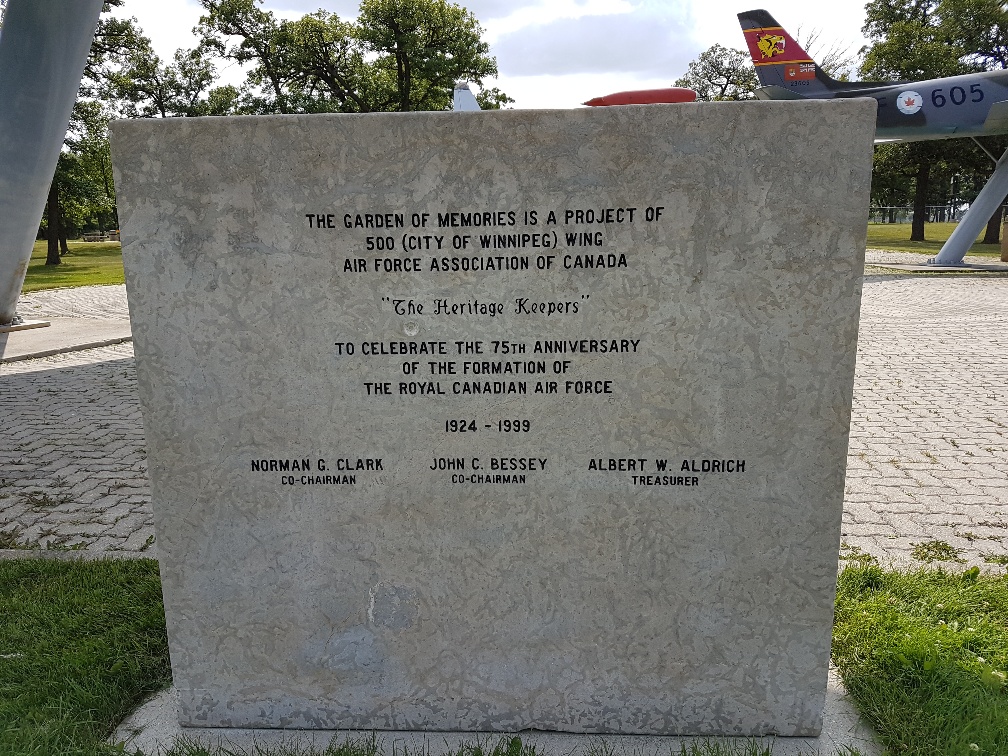 THE GARDEN OF MEMORIES IS A PROJECT OF
500 (CITY OF WINNIPEG) WING
AIR FORCE ASSOCIATION OF CANADA
"The Heritage Keepers"
TO CELEBRATE THE 75TH ANNIVERSARY
OF THE FORMATION OF
THE ROYAL CANADIAN AIR FORCE
1924 - 1999
NORMAN G. CLARK JOHN C. BESSEY ALBERT W. ALDRICH
CO-CHAIRMAN CO-CHAIRMAN TREASURER
605